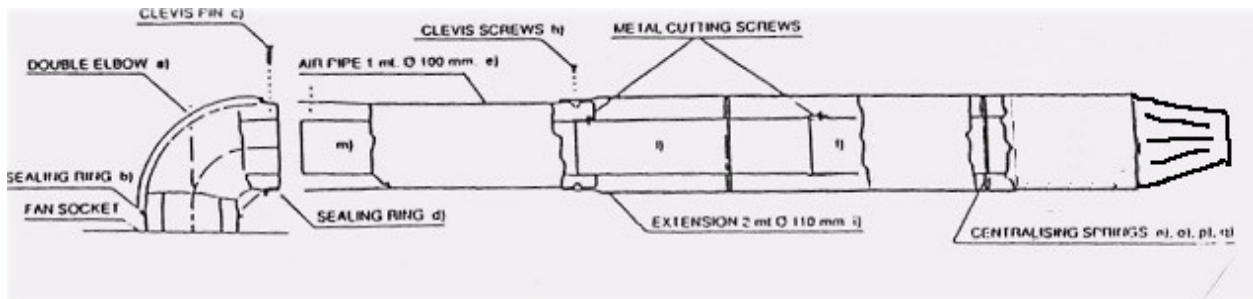 CLEVIS PIN c)
CLEVIS SCREWS h)
METAL CUTTING SCREWS
DOUBLE ELBOW a)
AIR PIPE 1 mt. Ø 100 mm. e)
m)
l)
f)
SEALING RING b)
FAN SOCKET
SEALING RING d)
EXTENSION 2 mt Ø 110 mm. i)
CENTRALISING SPRINGS n), o), p), q)